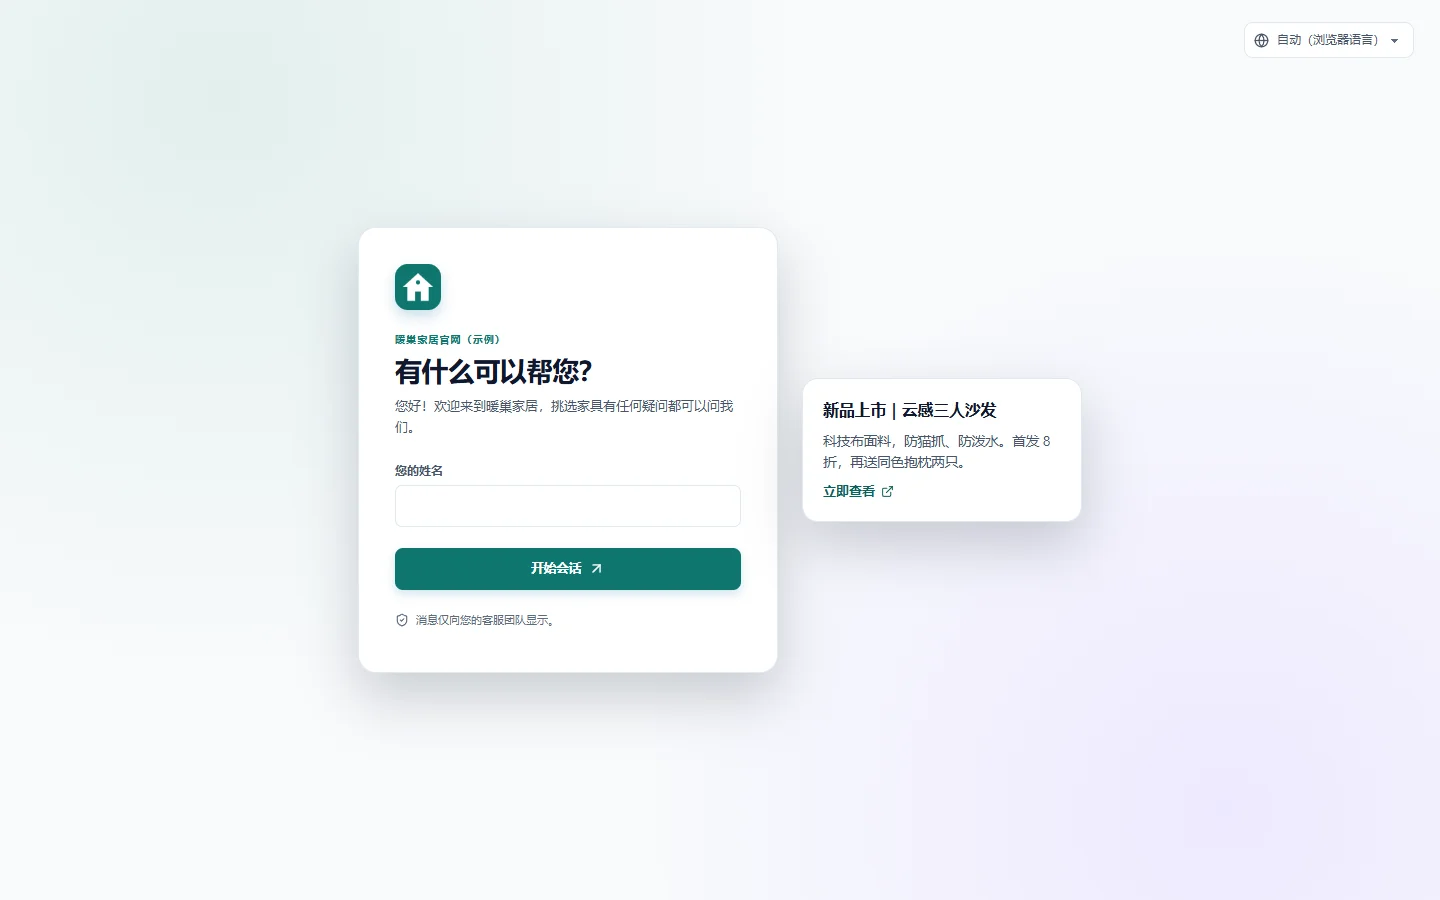 自动（浏览器语言）
暖巢家居官网（示例）
有什么可以帮您？
您好！欢迎来到暖巢家居，挑选家具有任何疑问都可以问我
们。
您的姓名
开始会话
消息仅向您的客服团队显示。
新品上市 | 云感三人沙发
科技布面料，防猫抓、防泼水。首发 8
折，再送同色抱枕两只。
立即查看